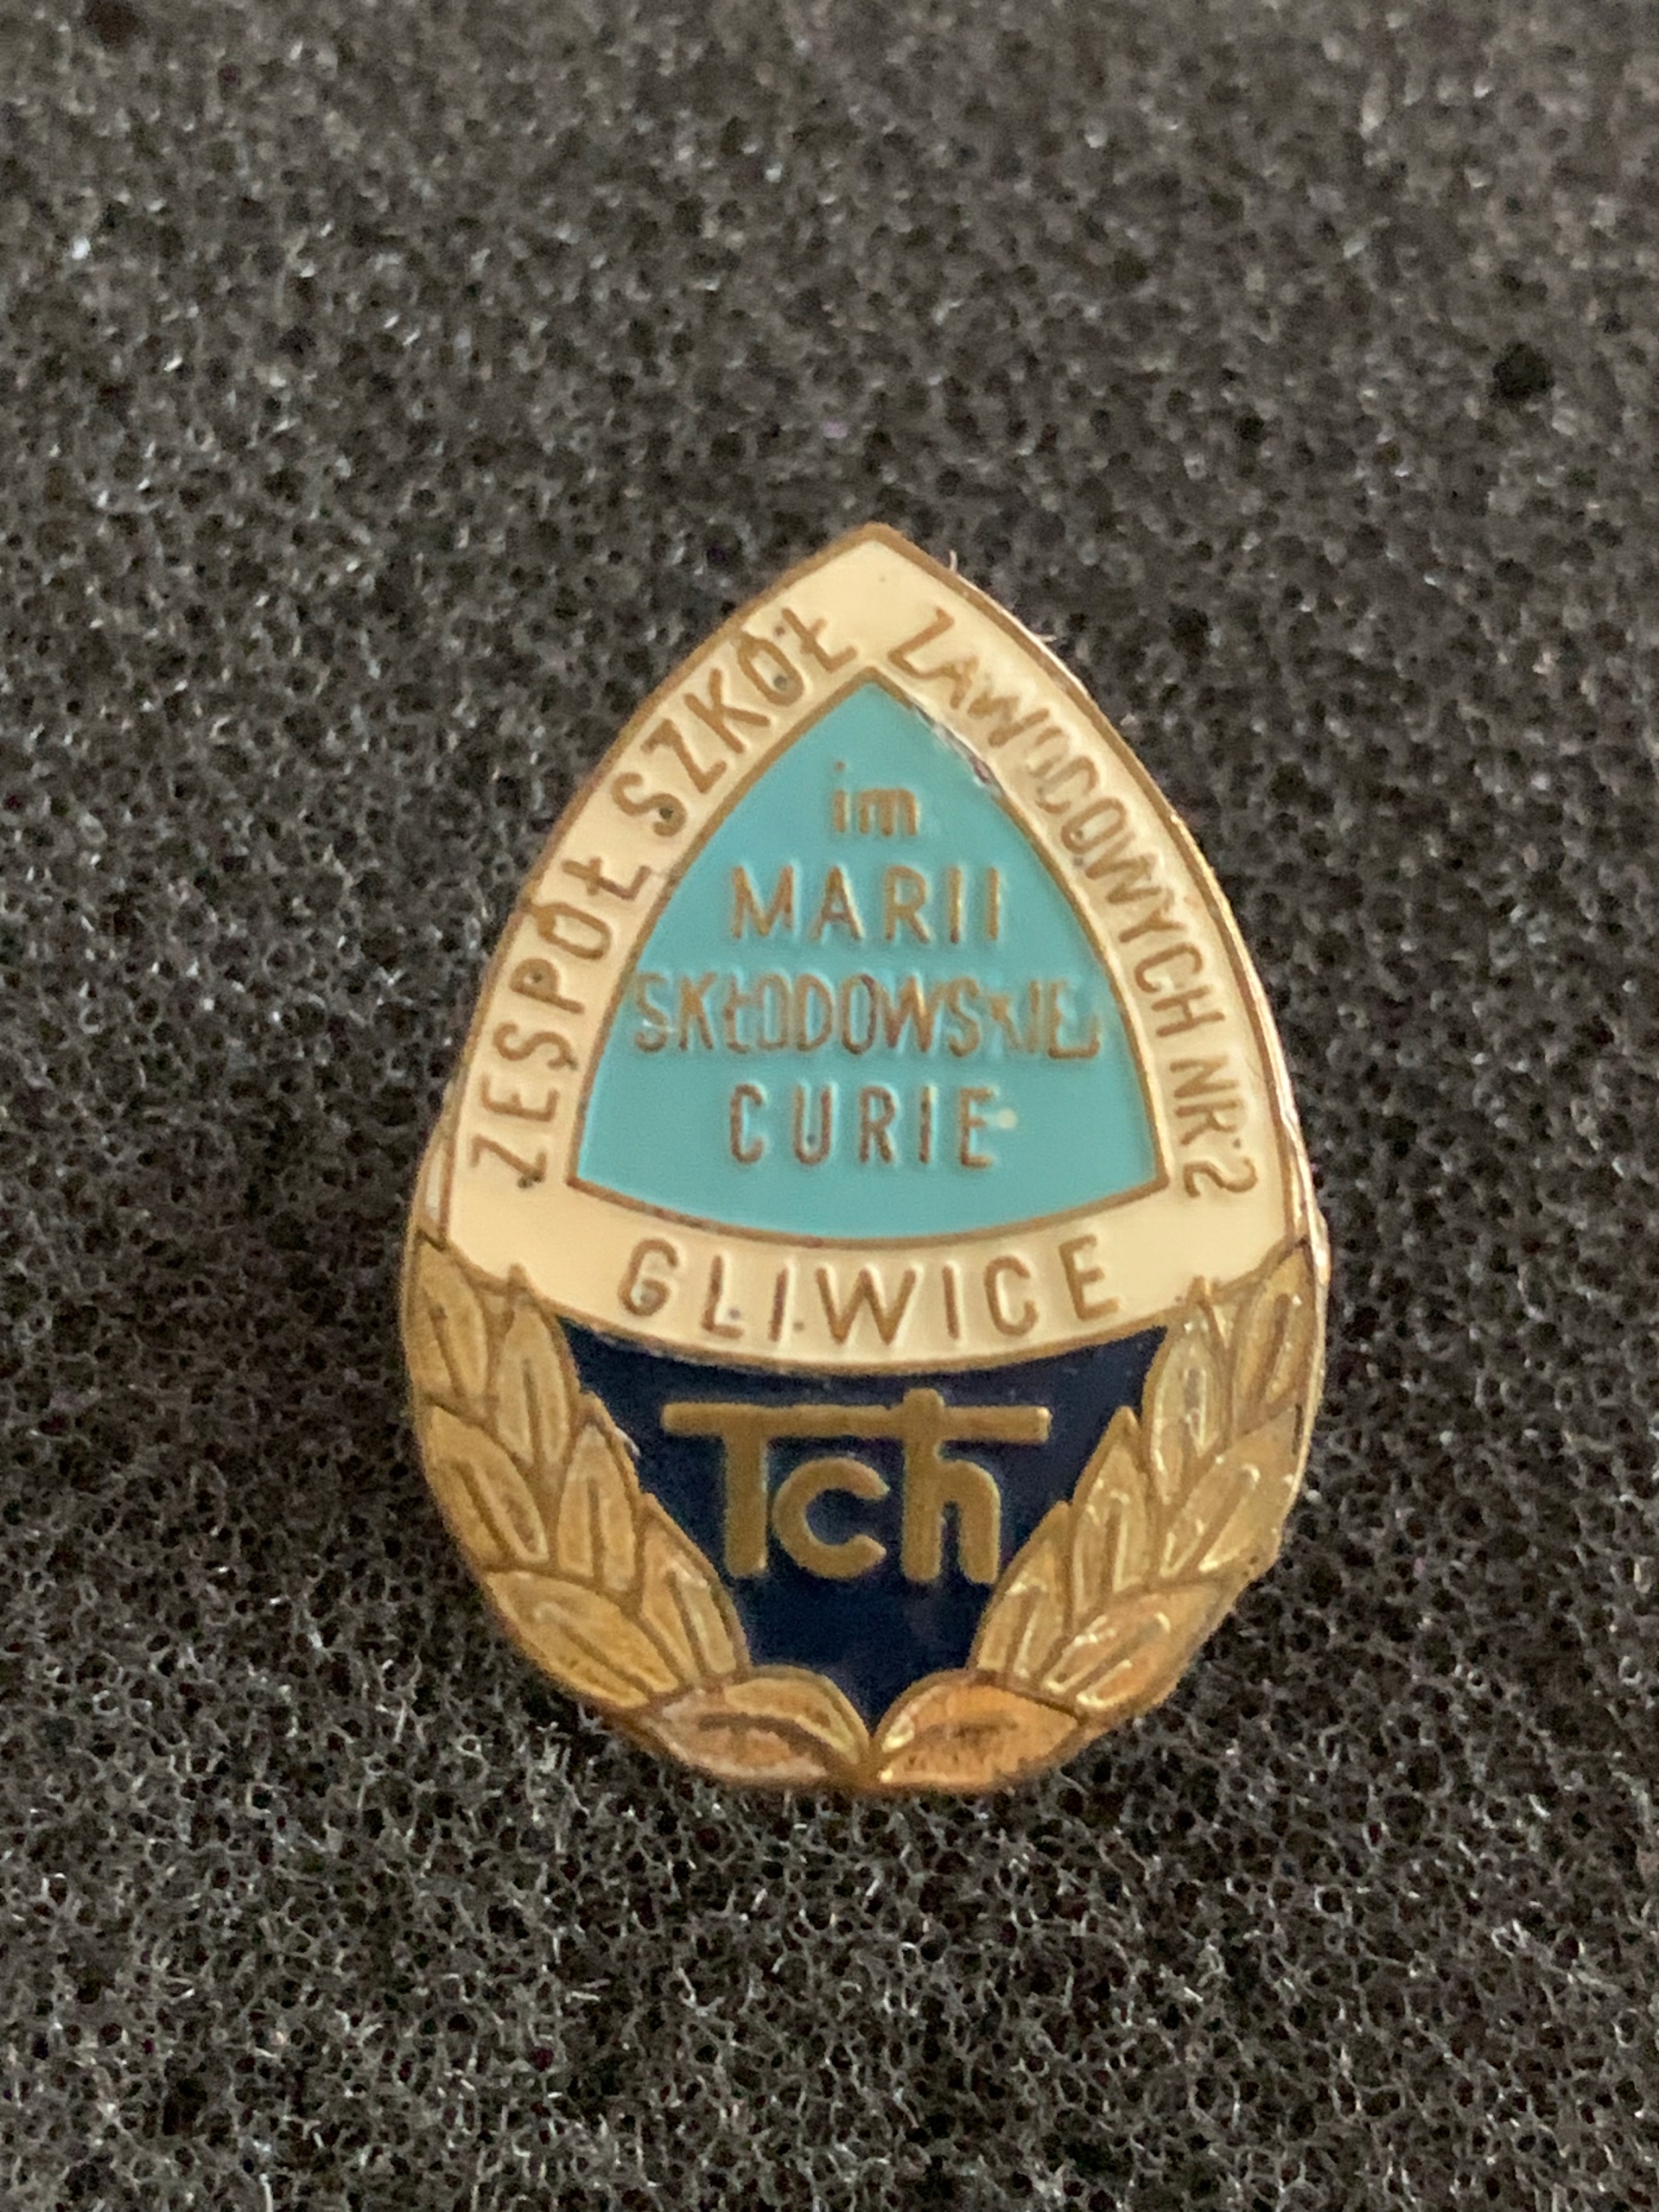 ZESPÓŁ SZKÓŁ ZAWODOWYCH NR 2
im
MARII
SKŁODOWSKIEJ
CURIE
GLIWICE
Tch